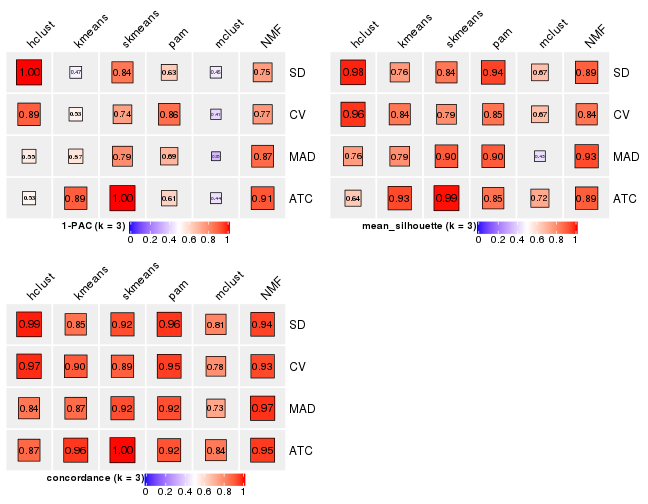 hclust kmeans skmeans pam mclust NMF
1.00 0.47 0.84 0.63 0.45 0.75 SD
0.89 0.53 0.74 0.86 0.41 0.77 CV
0.55 0.57 0.79 0.69 MAD
0.87
0.53 0.89 1.00 0.61 0.44 0.91 ATC
1-PAC (k = 3)
0 0.2 0.4 0.6 0.8 1
hclust kmeans skmeans pam mclust NMF
0.98 0.76 0.84 0.94 0.67 0.89 SD
0.96 0.84 0.79 0.85 0.67 0.84 CV
0.76 0.79 0.90 0.90 0.43 0.93 MAD
0.64 0.93 0.99 0.85 0.72 0.89 ATC
mean_silhouette (k = 3)
0 0.2 0.4 0.6 0.8 1
hclust kmeans skmeans pam mclust NMF
0.99 0.85 0.92 0.96 0.81 0.94 SD
0.97 0.90 0.89 0.95 0.78 0.93 CV
0.84 0.87 0.92 0.92 0.73 0.97 MAD
0.87 0.96 1.00 0.92 0.84 0.95 ATC
concordance (k = 3)
0 0.2 0.4 0.6 0.8 1